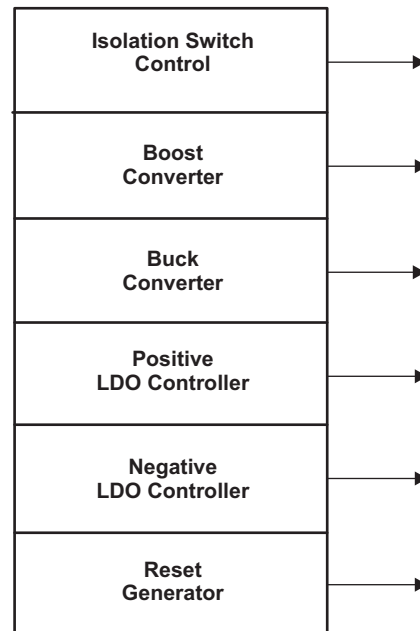 Isolation Switch
Control
Boost
Converter
Buck
Converter
Positive
LDO Controller
Negative
LDO Controller
Reset
Generator